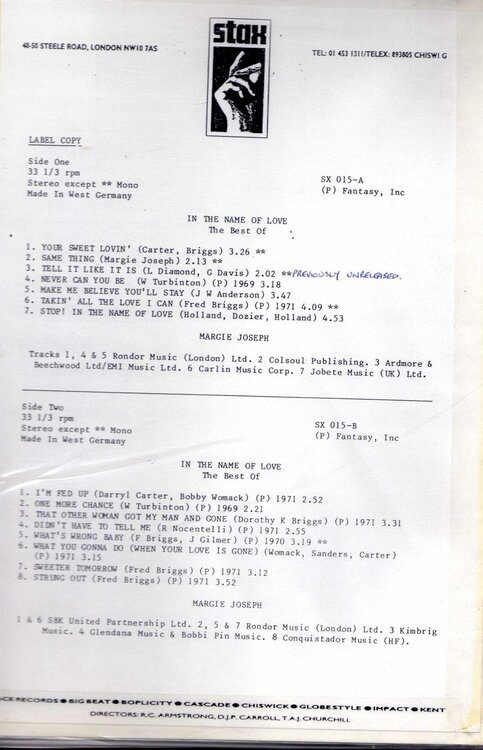 stax
48-50 STEELE ROAD, LONDON NW10 7AS
TEL: 01 453 1311/TELEX: 893805 CHISWI G
LABEL COPY
Side One
33 1/3 rpm
Stereo except ** Mono
Made In West Germany
SX 015-A
(P) Fantasy, Inc
IN THE NAME OF LOVE
The Best Of
1. YOUR SWEET LOVIN' (Carter, Briggs) 3.26 **
2. SAME THING (Margie Joseph) 2.13 **
3. TELL IT LIKE IT IS (L Diamond, G Davis) 2.02 ** PREVIOUSLY UNRELEASED.
4. NEVER CAN YOU BE (W Turbinton) (P) 1969 3.18
5. MAKE ME BELIEVE YOU'LL STAY (J W Anderson) 3.47
6. TAKIN' ALL THE LOVE I CAN (Fred Briggs) (P) 1971 4.09 **
7. STOP! IN THE NAME OF LOVE (Holland, Dozier, Holland) 4.53
MARGIE JOSEPH
Tracks 1, 4 & 5 Rondor Music (London) Ltd. 2 Colsoul Publishing. 3 Ardmore &
Beechwood Ltd/EMI Music Ltd. 6 Carlin Music Corp. 7 Jobete Music (UK) Ltd.
Side Two
33 1/3 rpm
Stereo except ** Mono
Made In West Germany
SX 015-B
(P) Fantasy, Inc
IN THE NAME OF LOVE
The Best Of
1. I'M FED UP (Darryl Carter, Bobby Womack) (P) 1971 2.52
2. ONE MORE CHANCE (W Turbinton) (P) 1969 2.21
3. THAT OTHER WOMAN GOT MY MAN AND GONE (Dorothy K Briggs) (P) 1971 3.31
4. DIDN'T HAVE TO TELL ME (R Nocentelli) (P) 1971 2.55
5. WHAT'S WRONG BABY (F Briggs, J Gilmer) (P) 1970 3.19 **
6. WHAT YOU GONNA DO (WHEN YOUR LOVE IS GONE) (Womack, Sanders, Carter)
(P) 1971 3.15
7. SWEETER TOMORROW (Fred Briggs) (P) 1971 3.12
8. STRUNG OUT (Fred Briggs) (P) 1971 3.52
MARGIE JOSEPH
1 & 6 SBK United Partnership Ltd. 2, 5 & 7 Rondor Music (London) Ltd. 3 Kimbrig
Music. 4 Glendana Music & Bobbi Pin Music. 8 Conquistador Music (HF).
ACE RECORDS ● BIG BEAT ● BOPLICITY ● CASCADE ● CHISWICK ● GLOBESTYLE ● IMPACT ● KENT
DIRECTORS: R.C. ARMSTRONG, D.J.P. CARROLL, T.A.J. CHURCHILL